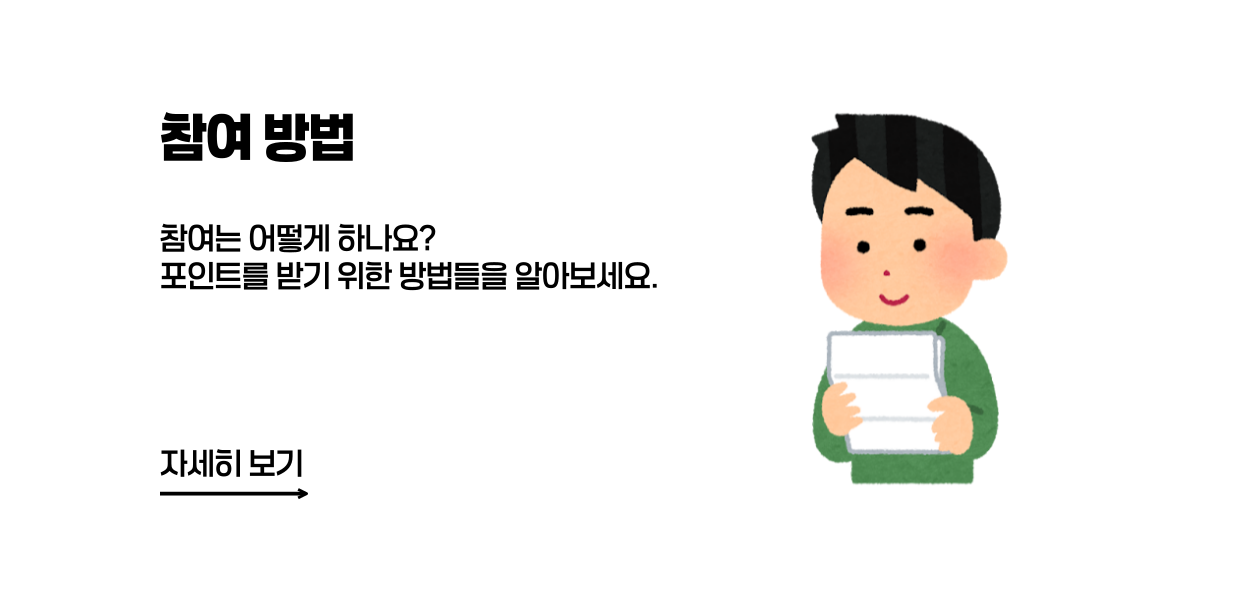 참여 방법
참여는 어떻게 하나요?
포인트를 받기 위한 방법들을 알아보세요.
자세히 보기